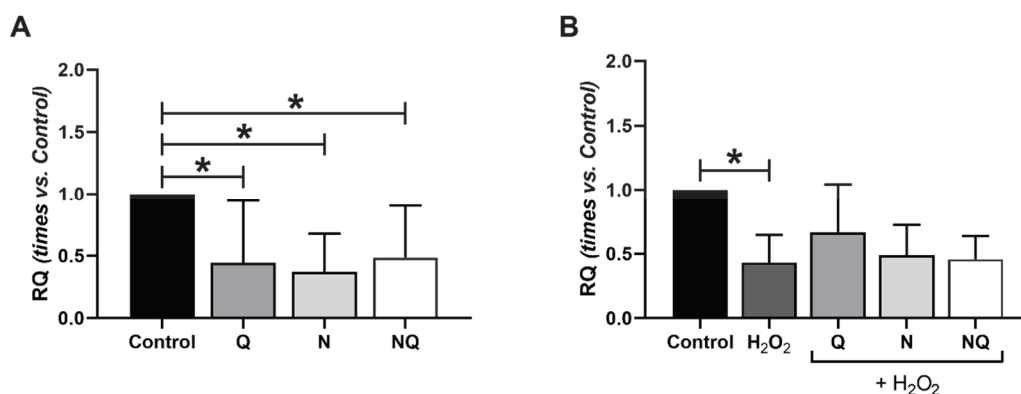 A
RQ (times vs. Control)
2.0
1.5
1.0
0.5
0.0
*
*
*
Control Q N NQ
B
RQ (times vs. Control)
2.0
1.5
1.0
0.5
0.0
*
Control H₂O₂ Q N NQ
+ H₂O₂